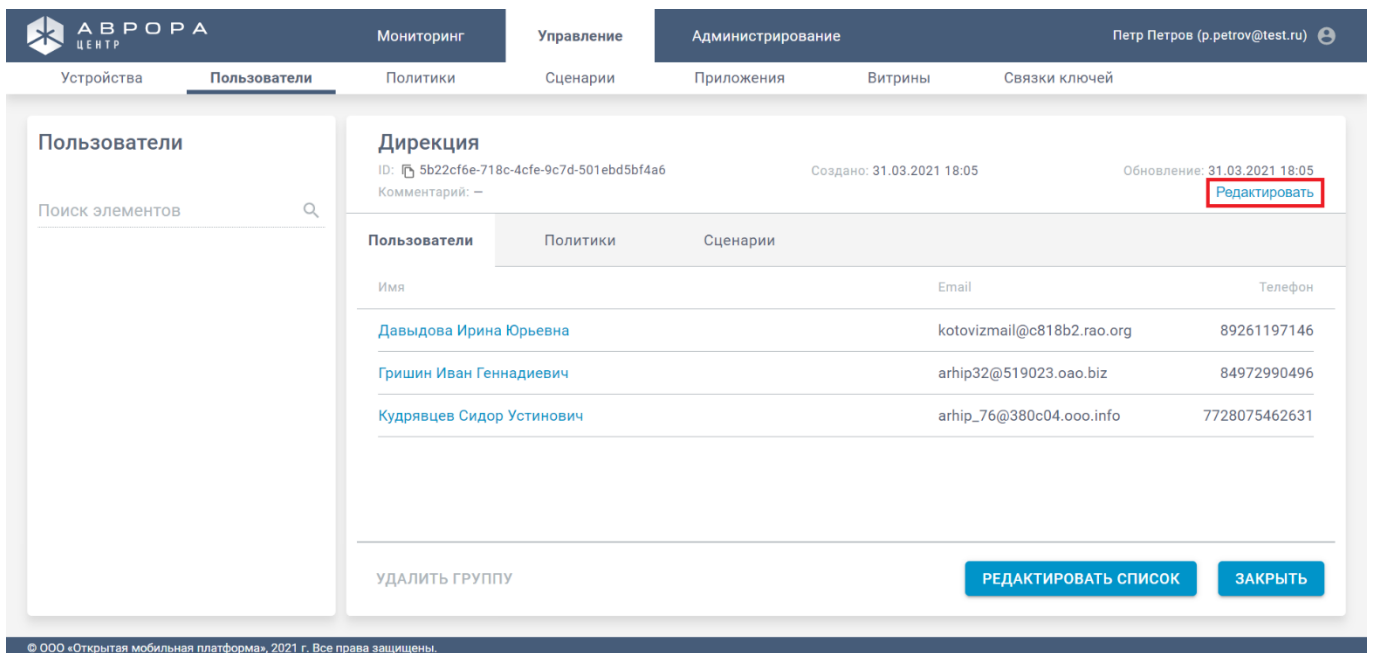 АВРОРА
ЦЕНТР
Мониторинг Управление Администрирование Петр Петров (p.petrov@test.ru)
Устройства Пользователи Политики Сценарии Приложения Витрины Связки ключей
Пользователи
Поиск элементов
Дирекция
ID: 5b22cf6e-718c-4cfe-9c7d-501ebd5bf4a6 Создано: 31.03.2021 18:05 Обновление: 31.03.2021 18:05
Комментарий: — Редактировать
Пользователи Политики Сценарии
Имя Email Телефон
Давыдова Ирина Юрьевна kotovizmail@c818b2.rao.org 89261197146
Гришин Иван Геннадиевич arhip32@519023.oao.biz 84972990496
Кудрявцев Сидор Устинович arhip_76@380c04.ooo.info 7728075462631
УДАЛИТЬ ГРУППУ РЕДАКТИРОВАТЬ СПИСОК ЗАКРЫТЬ
© ООО «Открытая мобильная платформа», 2021 г. Все права защищены.